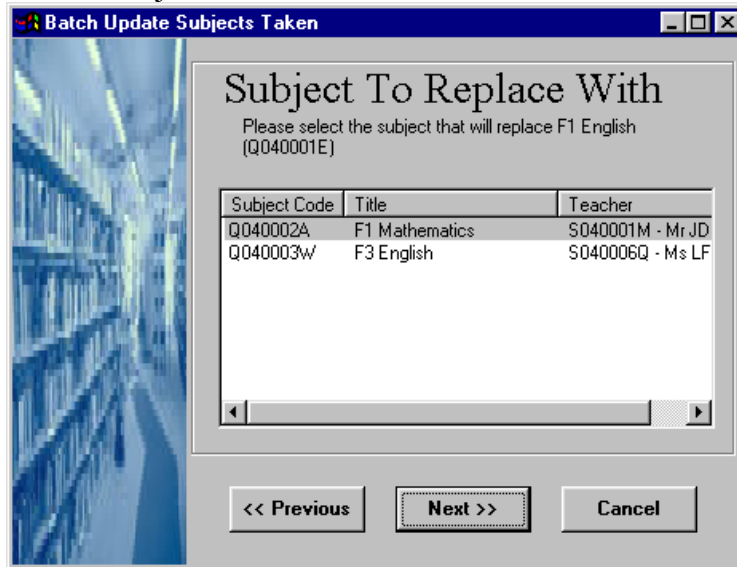 Batch Update Subjects Taken
Subject To Replace With
Please select the subject that will replace F1 English
(Q040001E)
Subject Code Title Teacher
Q040002A F1 Mathematics S040001M - Mr JD
Q040003W F3 English S040006Q - Ms LF
<< Previous Next >> Cancel